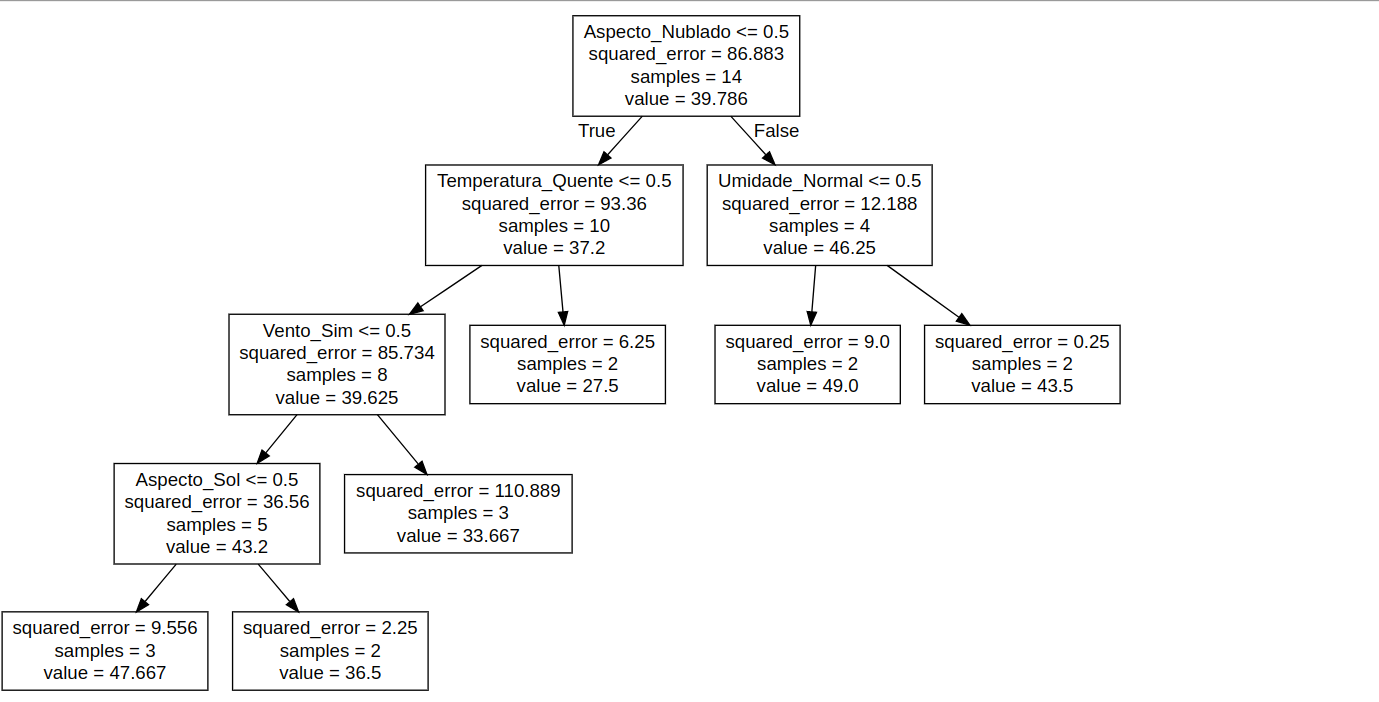 Aspecto_Nublado <= 0.5
squared_error = 86.883
samples = 14
value = 39.786
True
False
Temperatura_Quente <= 0.5
squared_error = 93.36
samples = 10
value = 37.2
Umidade_Normal <= 0.5
squared_error = 12.188
samples = 4
value = 46.25
Vento_Sim <= 0.5
squared_error = 85.734
samples = 8
value = 39.625
squared_error = 6.25
samples = 2
value = 27.5
squared_error = 9.0
samples = 2
value = 49.0
squared_error = 0.25
samples = 2
value = 43.5
Aspecto_Sol <= 0.5
squared_error = 36.56
samples = 5
value = 43.2
squared_error = 110.889
samples = 3
value = 33.667
squared_error = 9.556
samples = 3
value = 47.667
squared_error = 2.25
samples = 2
value = 36.5